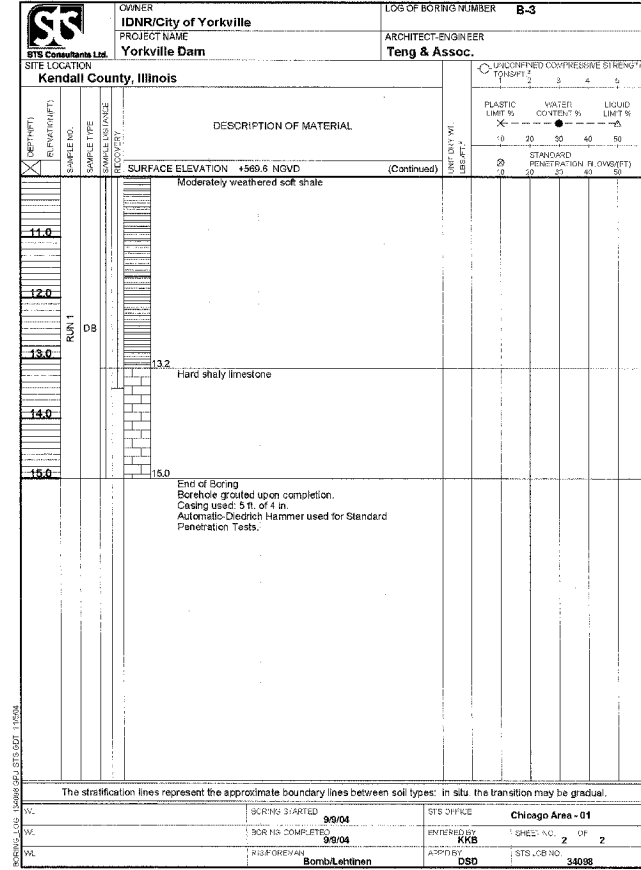 STS
STS Consultants Ltd.
OWNER
IDNR/City of Yorkville
LOG OF BORING NUMBER B-3
PROJECT NAME
Yorkville Dam
ARCHITECT-ENGINEER
Teng & Assoc.
SITE LOCATION
Kendall County, Illinois
UNCONFINED COMPRESSIVE STRENGTH
TONS/FT.²
1 2 3 4 5
DEPTH(FT)
ELEVATION(FT)
SAMPLE NO.
SAMPLE TYPE
SAMPLE DISTANCE
RECOVERY
DESCRIPTION OF MATERIAL
UNIT DRY WT.
LBS./FT.³
PLASTIC WATER LIQUID
LIMIT % CONTENT % LIMIT %
10 20 30 40 50
STANDARD
PENETRATION BLOWS/(FT)
10 20 30 40 50
SURFACE ELEVATION +569.6 NGVD (Continued)
Moderately weathered soft shale
11.0
12.0
RUN 1
DB
13.0
13.2
Hard shaly limestone
14.0
15.0
15.0
End of Boring
Borehole grouted upon completion.
Casing used: 5 ft. of 4 in.
Automatic-Diedrich Hammer used for Standard
Penetration Tests.
The stratification lines represent the approximate boundary lines between soil types: in situ, the transition may be gradual.
WL
BORING STARTED
9/9/04
STS OFFICE
Chicago Area - 01
WL
BORING COMPLETED
9/9/04
ENTERED BY
KKB
SHEET NO. OF
2 2
WL
RIG/FOREMAN
Bomb/Lehtinen
APP'D BY
DSD
STS JOB NO.
34098
BORING_LOG 134098.GPJ STS.GDT 11/5/04